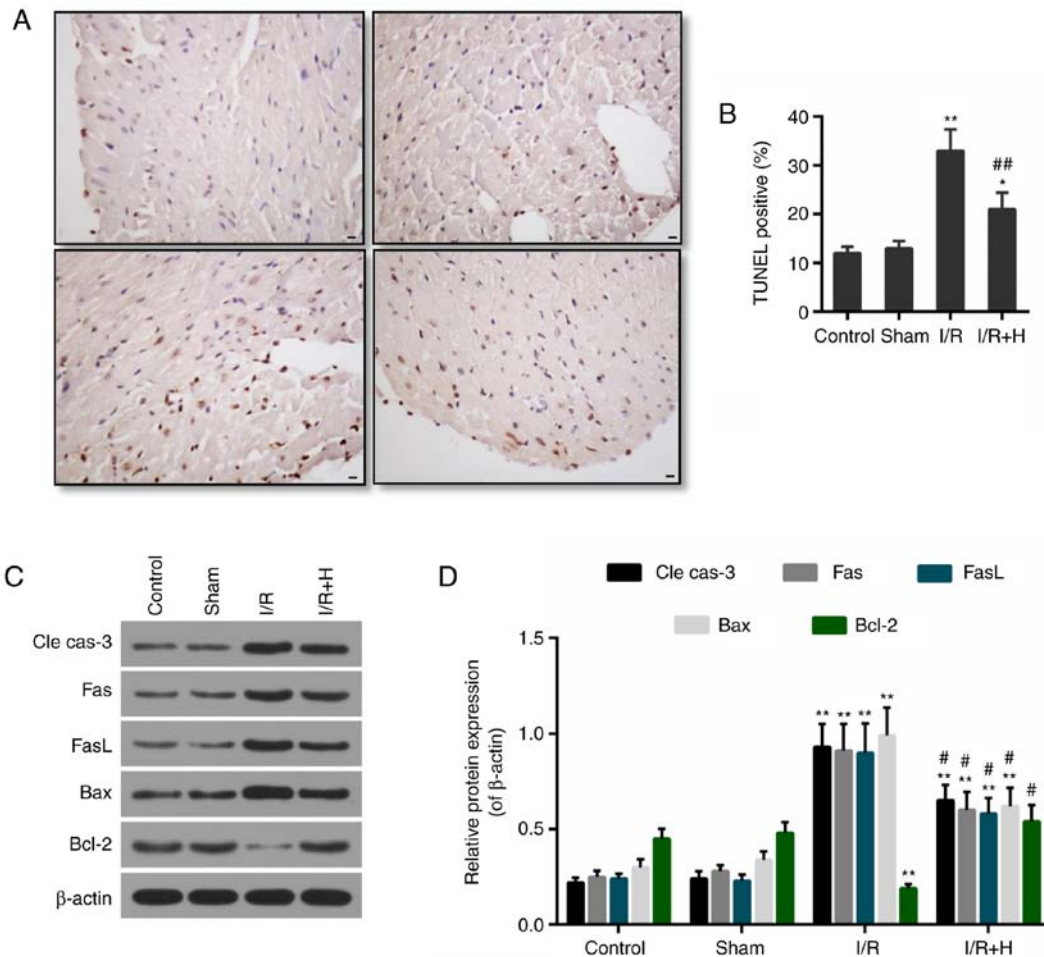 A
B
TUNEL positive (%)
40
30
20
10
0
**
##
*
Control Sham I/R I/R+H
C
Control
Sham
I/R
I/R+H
Cle cas-3
Fas
FasL
Bax
Bcl-2
β-actin
D
Cle cas-3 Fas FasL
Bax Bcl-2
Relative protein expression
(of β-actin)
1.5
1.0
0.5
0.0
** ** ** ** **
# # # # #
** ** ** **
Control Sham I/R I/R+H